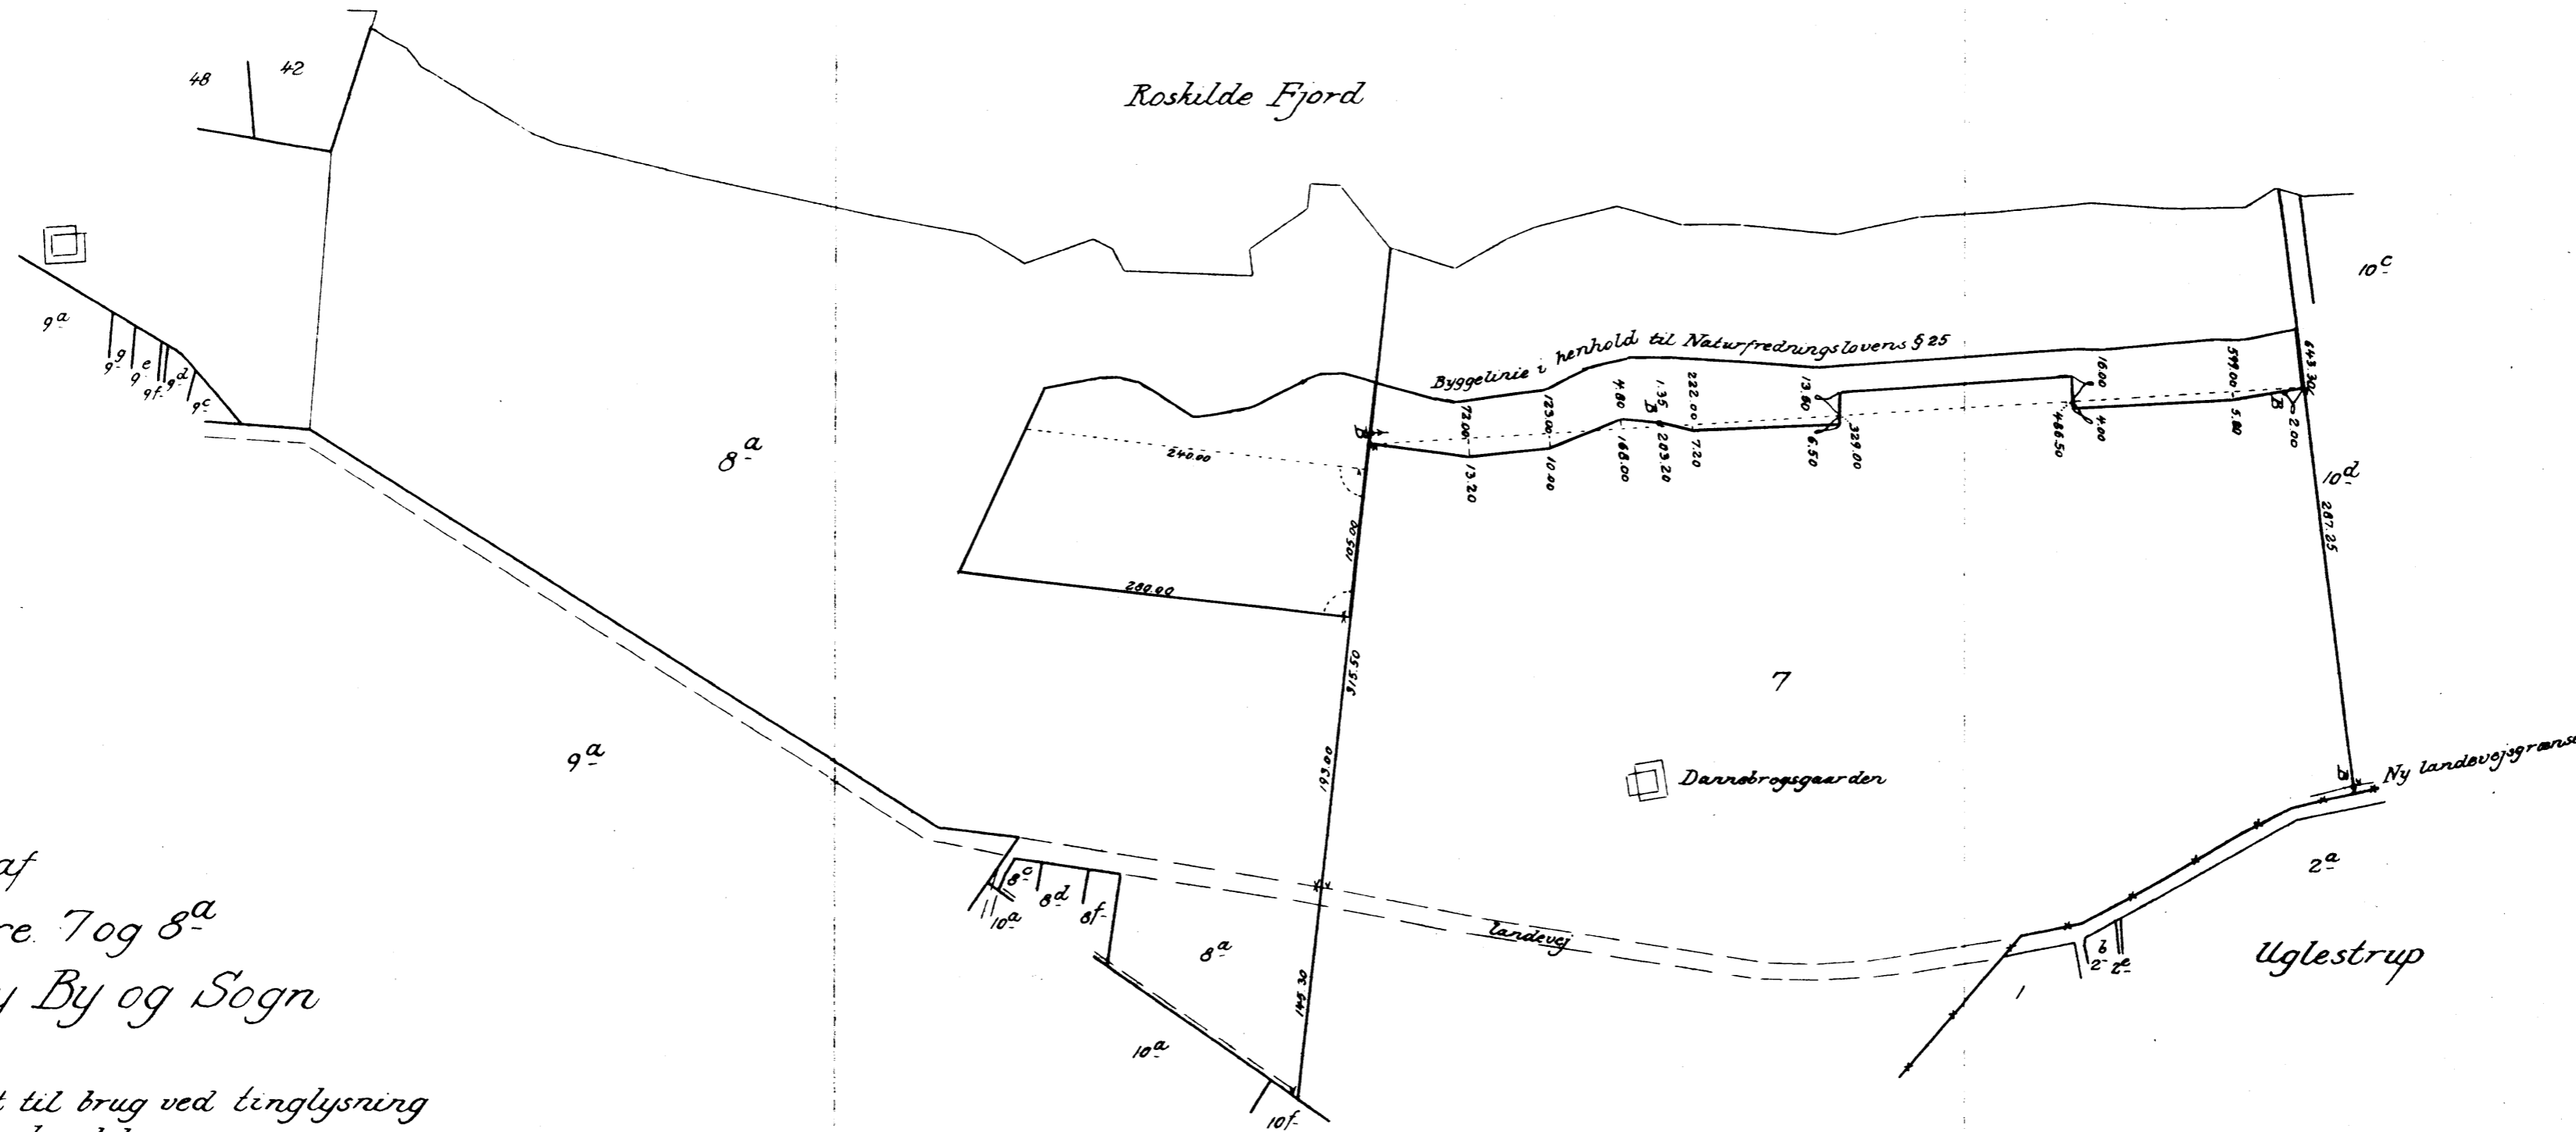 48
42
Roskilde Fjord
10c
9a
9g
9e
9f
9d
9c
Byggelinie i henhold til Naturfredningslovens § 25
8a
240.00
B
72.00
13.20
123.00
10.40
4.80
168.00
1.35
B
203.20
222.00
7.20
13.80
6.50
329.00
16.00
486.50
4.00
599.00
5.80
643.30
B
2.00
10d
287.25
105.00
280.00
315.50
7
193.00
Dannebrogsgaarden
B
Ny landevejsgrænse
9a
2a
8c
8d
8f
10a
8a
landevej
Uglestrup
2b
2e
1
145.30
10a
10f
af
re. 7 og 8a
y By og Sogn
t til brug ved tinglysning